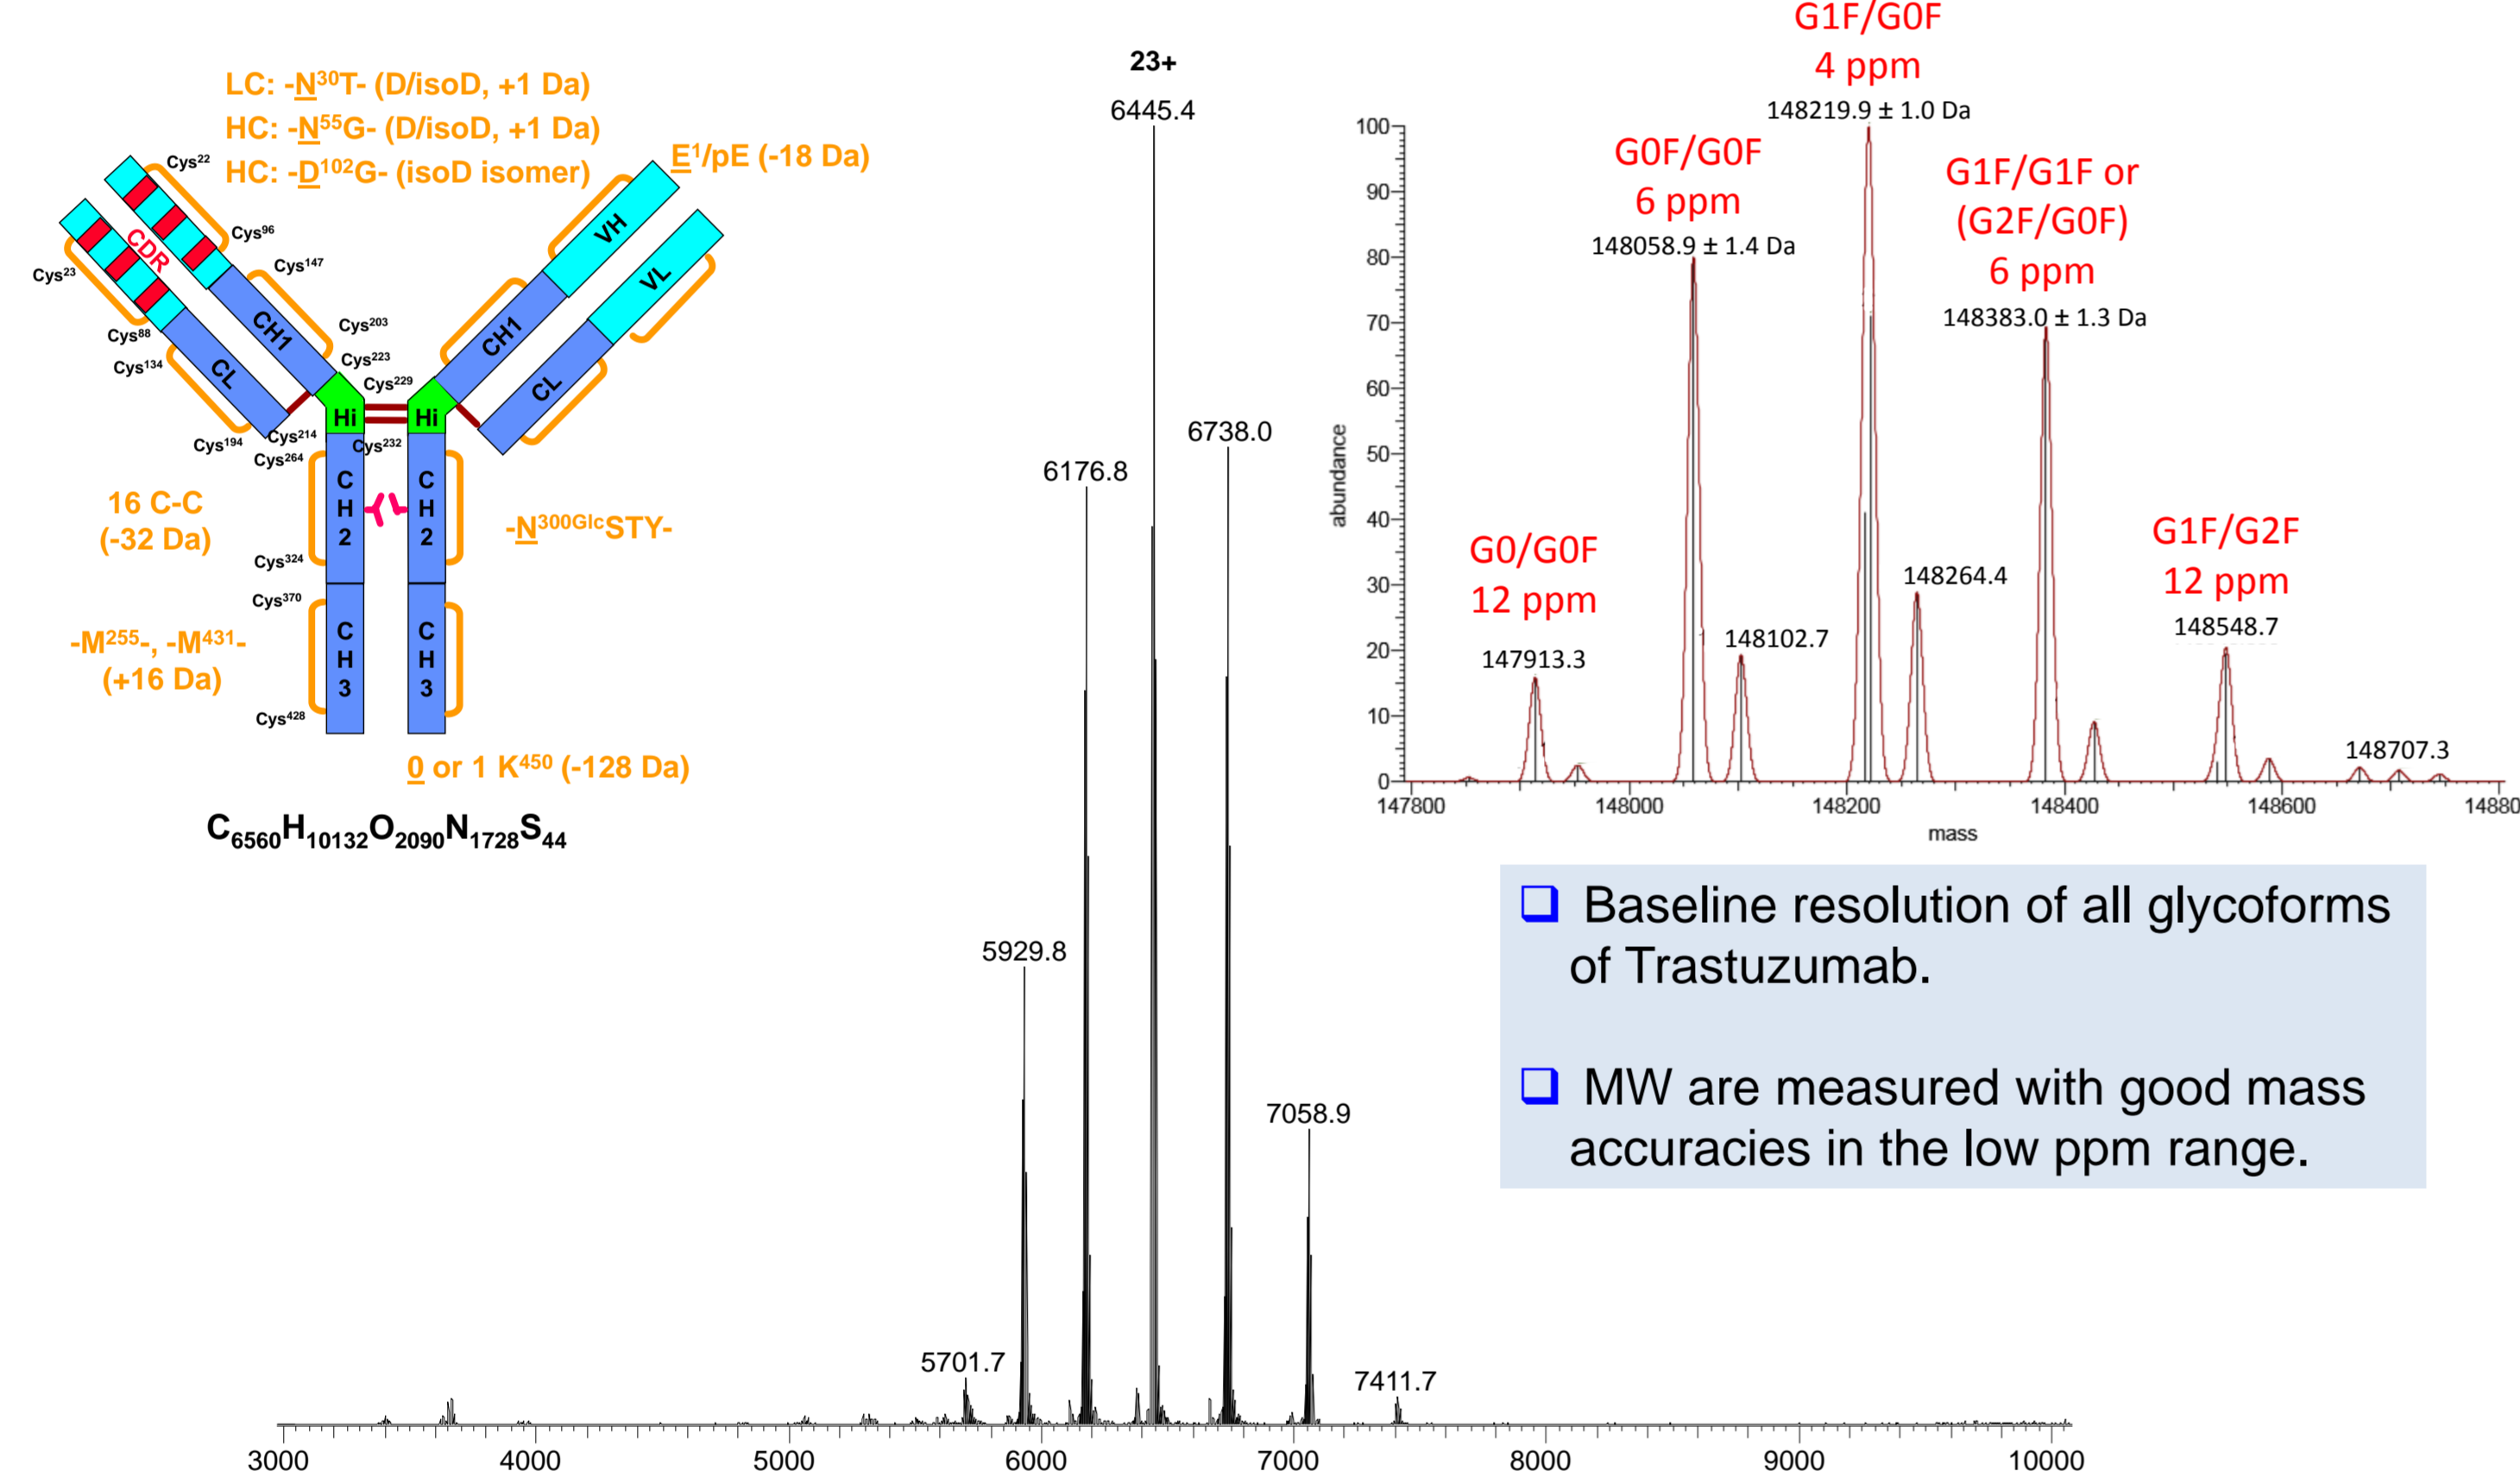 LC: -N³⁰T- (D/isoD, +1 Da)
HC: -N⁵⁵G- (D/isoD, +1 Da)
HC: -D¹⁰²G- (isoD isomer)
E¹/pE (-18 Da)
Cys²²
Cys⁹⁶
Cys¹⁴⁷
Cys²⁰³
Cys²²³
Cys²²⁹
Cys²³
Cys⁸⁸
Cys¹³⁴
Cys¹⁹⁴
Cys²¹⁴
Cys²³²
Cys²⁶⁴
Cys³²⁴
Cys³⁷⁰
Cys⁴²⁸
CDR
CH1
CL
VH
VL
CH1
CL
Hi
Hi
C
H
2
C
H
2
C
H
3
C
H
3
16 C-C
(-32 Da)
-N³⁰⁰ᴳˡᶜSTY-
-M²⁵⁵-, -M⁴³¹-
(+16 Da)
0 or 1 K⁴⁵⁰ (-128 Da)
C₆₅₆₀H₁₀₁₃₂O₂₀₉₀N₁₇₂₈S₄₄
23+
6445.4
6738.0
6176.8
5929.8
7058.9
5701.7
7411.7
3000 4000 5000 6000 7000 8000 9000 10000
G1F/G0F
4 ppm
148219.9 ± 1.0 Da
G0F/G0F
6 ppm
148058.9 ± 1.4 Da
G1F/G1F or
(G2F/G0F)
6 ppm
148383.0 ± 1.3 Da
G0/G0F
12 ppm
147913.3
148102.7
148264.4
G1F/G2F
12 ppm
148548.7
148707.3
abundance
100
90
80
70
60
50
40
30
20
10
0
147800 148000 148200 148400 148600 14880
mass
❑ Baseline resolution of all glycoforms
of Trastuzumab.
❑ MW are measured with good mass
accuracies in the low ppm range.